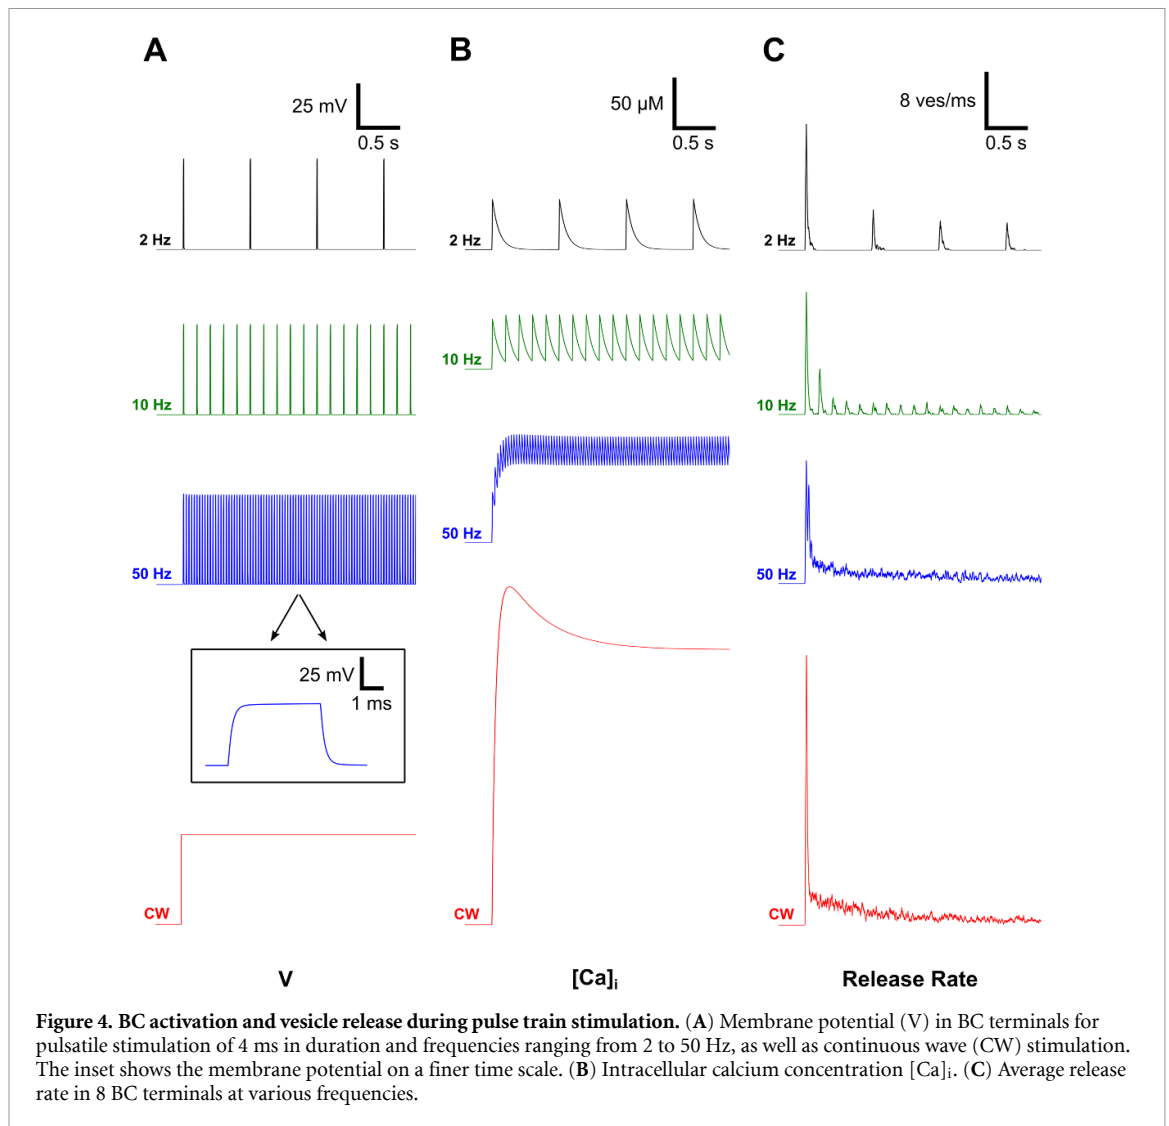 A
B
C
25 mV
0.5 s
50 µM
0.5 s
8 ves/ms
0.5 s
2 Hz
2 Hz
2 Hz
10 Hz
10 Hz
10 Hz
50 Hz
50 Hz
50 Hz
25 mV
1 ms
CW
CW
CW
V
[Ca]i
Release Rate
Figure 4. BC activation and vesicle release during pulse train stimulation. (A) Membrane potential (V) in BC terminals for
pulsatile stimulation of 4 ms in duration and frequencies ranging from 2 to 50 Hz, as well as continuous wave (CW) stimulation.
The inset shows the membrane potential on a finer time scale. (B) Intracellular calcium concentration [Ca]i. (C) Average release
rate in 8 BC terminals at various frequencies.